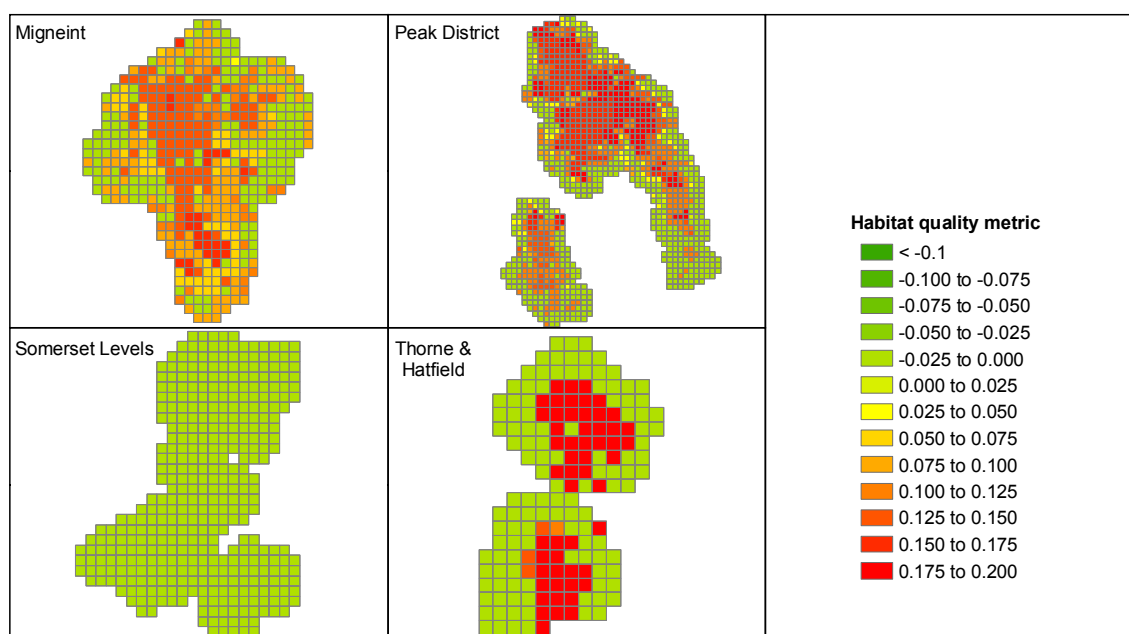 Migneint
Peak District
Somerset Levels
Thorne &
Hatfield
Habitat quality metric
< -0.1
-0.100 to -0.075
-0.075 to -0.050
-0.050 to -0.025
-0.025 to 0.000
0.000 to 0.025
0.025 to 0.050
0.050 to 0.075
0.075 to 0.100
0.100 to 0.125
0.125 to 0.150
0.150 to 0.175
0.175 to 0.200